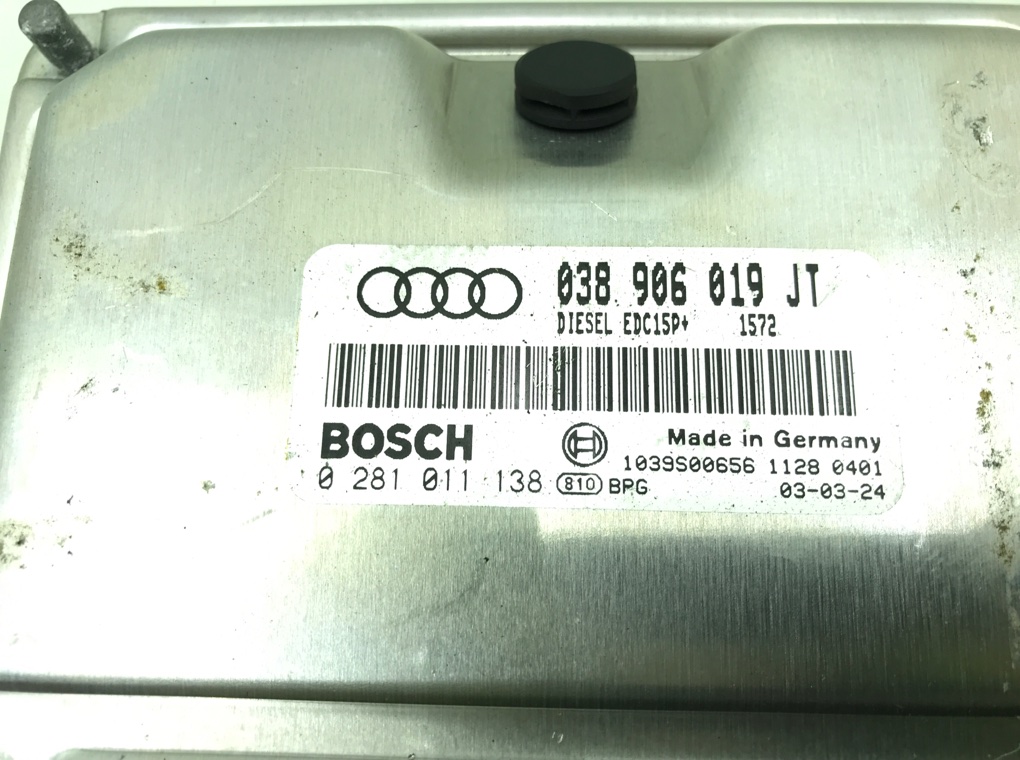 038 906 019 JT
DIESEL EDC15P+ 1572
BOSCH
Made in Germany
1039S00656 1128 0401
0 281 011 138 810 BPG 03-03-24